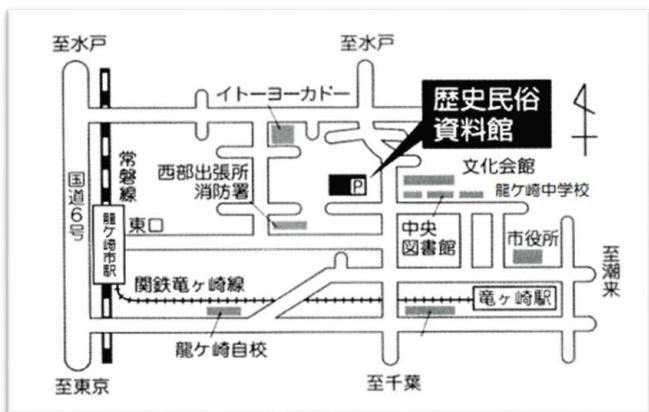 至水戸
至水戸
イトーヨーカドー
歴史民俗
資料館
P
常磐線
国道6号
西部出張所
消防署
文化会館
龍ケ崎中学校
中央
図書館
市役所
至潮来
龍ケ崎市駅
東口
関鉄竜ヶ崎線
竜ヶ崎駅
龍ケ崎自校
至東京
至千葉